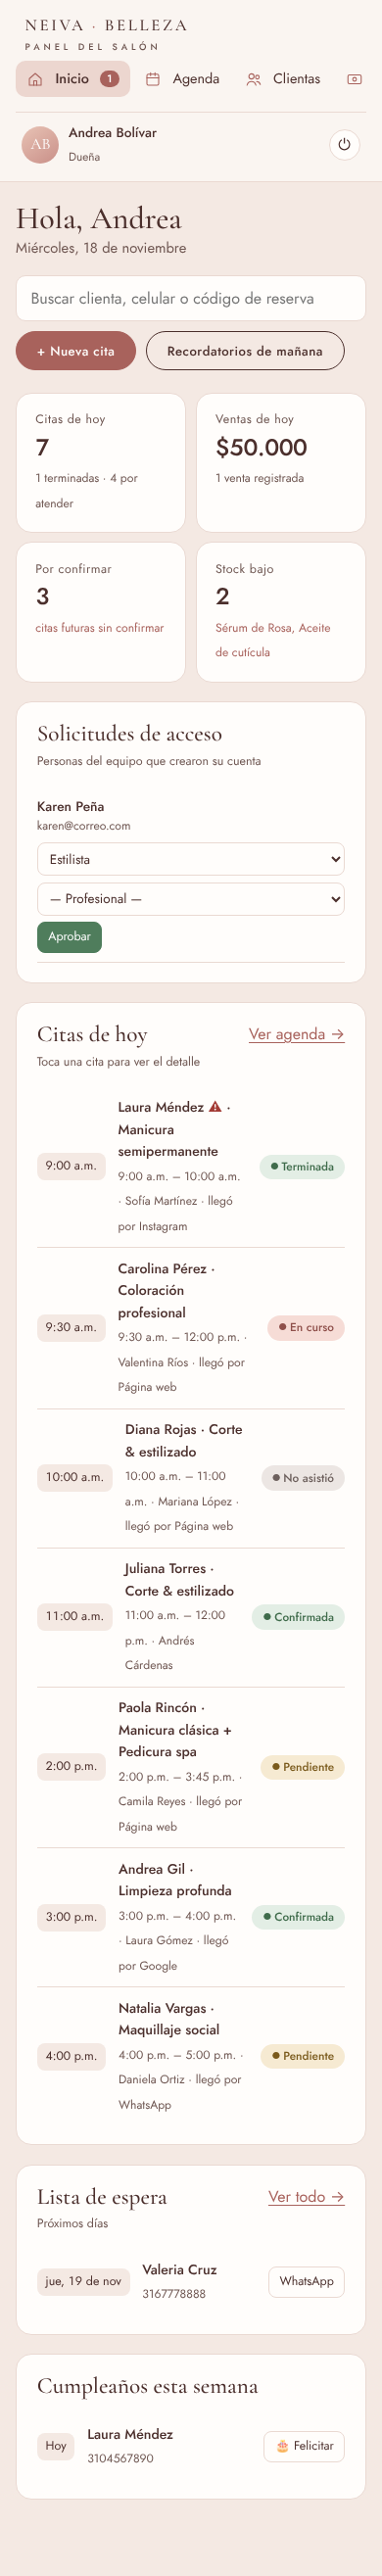 NEIVA · BELLEZA
PANEL DEL SALÓN
Inicio 1 Agenda Clientas
AB Andrea Bolívar
Dueña
Hola, Andrea
Miércoles, 18 de noviembre
Buscar clienta, celular o código de reserva
+ Nueva cita Recordatorios de mañana
Citas de hoy
7
1 terminadas · 4 por
atender
Ventas de hoy
$50.000
1 venta registrada
Por confirmar
3
citas futuras sin confirmar
Stock bajo
2
Sérum de Rosa, Aceite
de cutícula
Solicitudes de acceso
Personas del equipo que crearon su cuenta
Karen Peña
karen@correo.com
Estilista
— Profesional —
Aprobar
Citas de hoy Ver agenda →
Toca una cita para ver el detalle
9:00 a.m.
Laura Méndez ⚠ ·
Manicura
semipermanente
9:00 a.m. – 10:00 a.m.
· Sofía Martínez · llegó
por Instagram
Terminada
9:30 a.m.
Carolina Pérez ·
Coloración
profesional
9:30 a.m. – 12:00 p.m. ·
Valentina Ríos · llegó por
Página web
En curso
10:00 a.m.
Diana Rojas · Corte
& estilizado
10:00 a.m. – 11:00
a.m. · Mariana López ·
llegó por Página web
No asistió
11:00 a.m.
Juliana Torres ·
Corte & estilizado
11:00 a.m. – 12:00
p.m. · Andrés
Cárdenas
Confirmada
2:00 p.m.
Paola Rincón ·
Manicura clásica +
Pedicura spa
2:00 p.m. – 3:45 p.m. ·
Camila Reyes · llegó por
Página web
Pendiente
3:00 p.m.
Andrea Gil ·
Limpieza profunda
3:00 p.m. – 4:00 p.m.
· Laura Gómez · llegó
por Google
Confirmada
4:00 p.m.
Natalia Vargas ·
Maquillaje social
4:00 p.m. – 5:00 p.m. ·
Daniela Ortiz · llegó por
WhatsApp
Pendiente
Lista de espera Ver todo →
Próximos días
jue, 19 de nov
Valeria Cruz
3167778888
WhatsApp
Cumpleaños esta semana
Hoy
Laura Méndez
3104567890
🎂 Felicitar